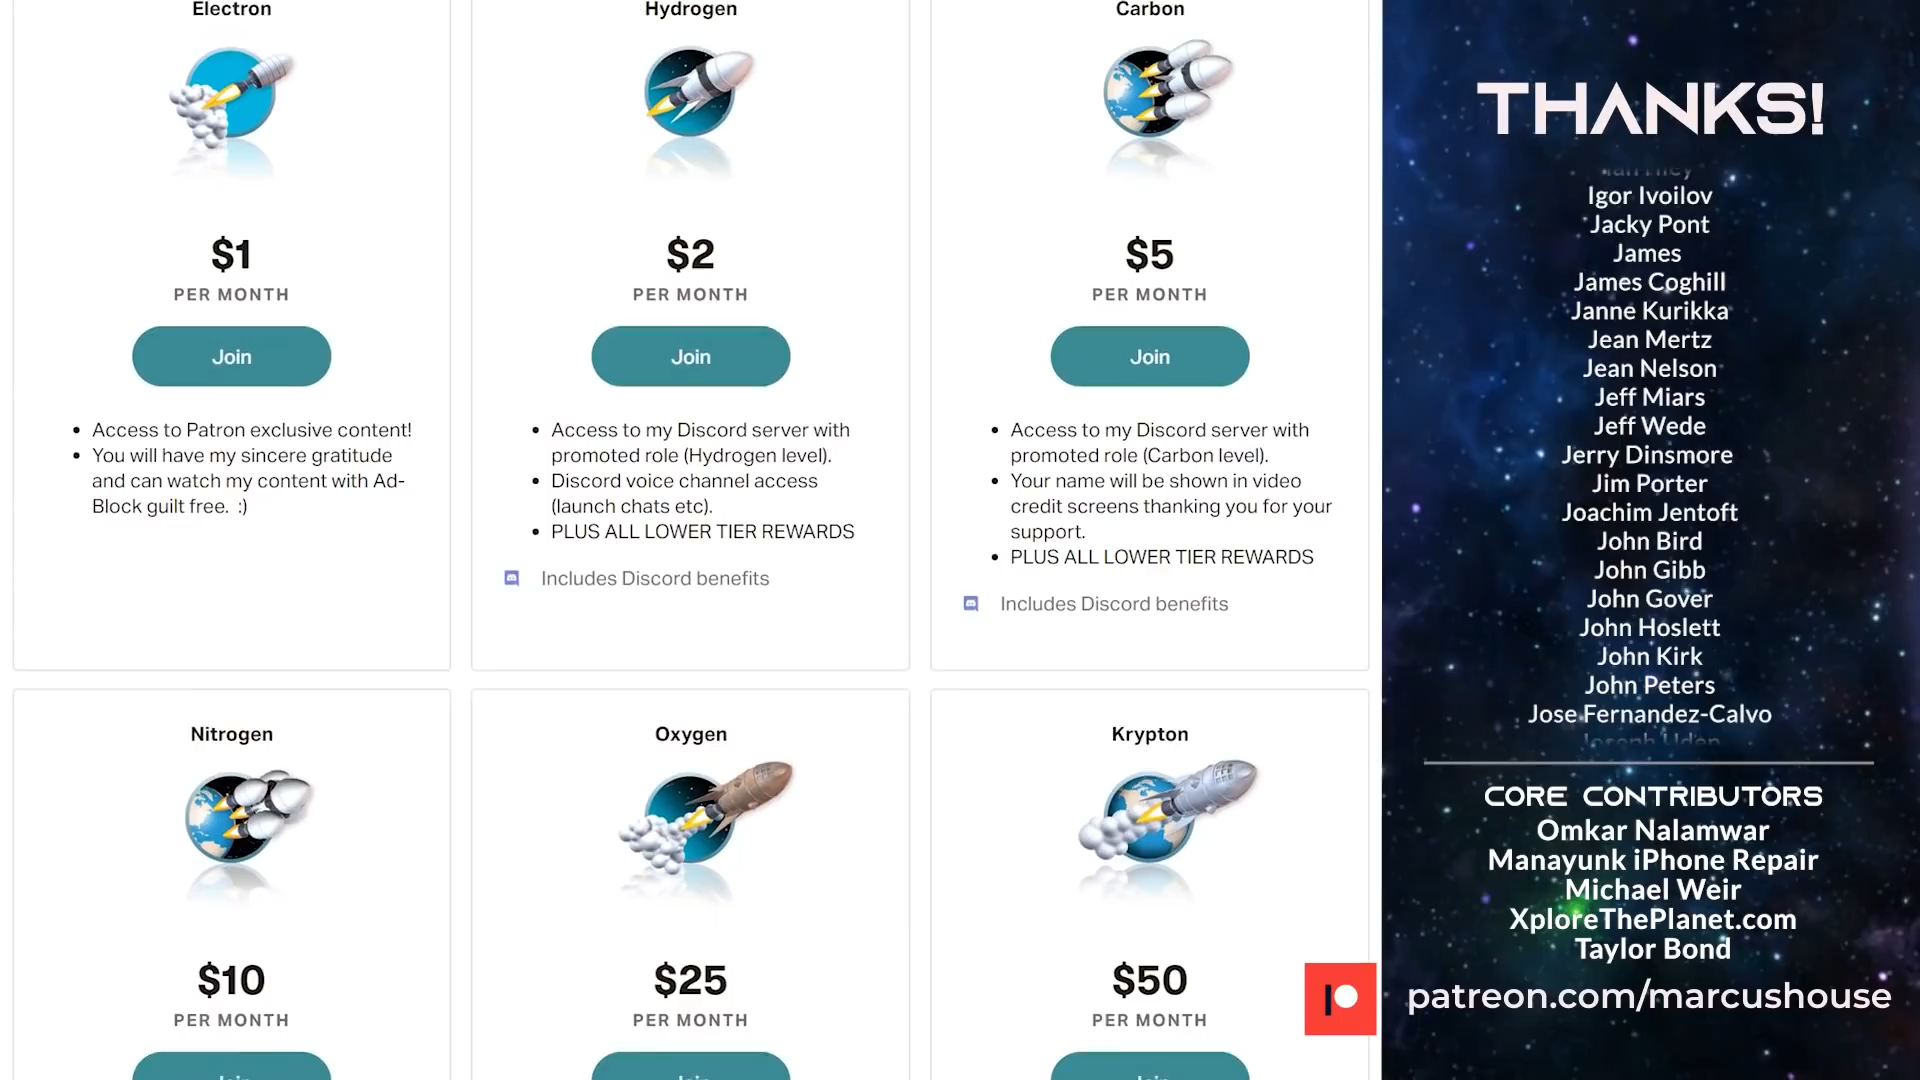 Electron
$1
PER MONTH
Join
Access to Patron exclusive content!
You will have my sincere gratitude
and can watch my content with Ad-
Block guilt free. :)
Hydrogen
$2
PER MONTH
Join
Access to my Discord server with
promoted role (Hydrogen level).
Discord voice channel access
(launch chats etc).
PLUS ALL LOWER TIER REWARDS
Includes Discord benefits
Carbon
$5
PER MONTH
Join
Access to my Discord server with
promoted role (Carbon level).
Your name will be shown in video
credit screens thanking you for your
support.
PLUS ALL LOWER TIER REWARDS
Includes Discord benefits
Nitrogen
$10
PER MONTH
Oxygen
$25
PER MONTH
Krypton
$50
PER MONTH
THANKS!
Igor Ivoilov
Jacky Pont
James
James Coghill
Janne Kurikka
Jean Mertz
Jean Nelson
Jeff Miars
Jeff Wede
Jerry Dinsmore
Jim Porter
Joachim Jentoft
John Bird
John Gibb
John Gover
John Hoslett
John Kirk
John Peters
Jose Fernandez-Calvo
CORE CONTRIBUTORS
Omkar Nalamwar
Manayunk iPhone Repair
Michael Weir
XploreThePlanet.com
Taylor Bond
patreon.com/marcushouse